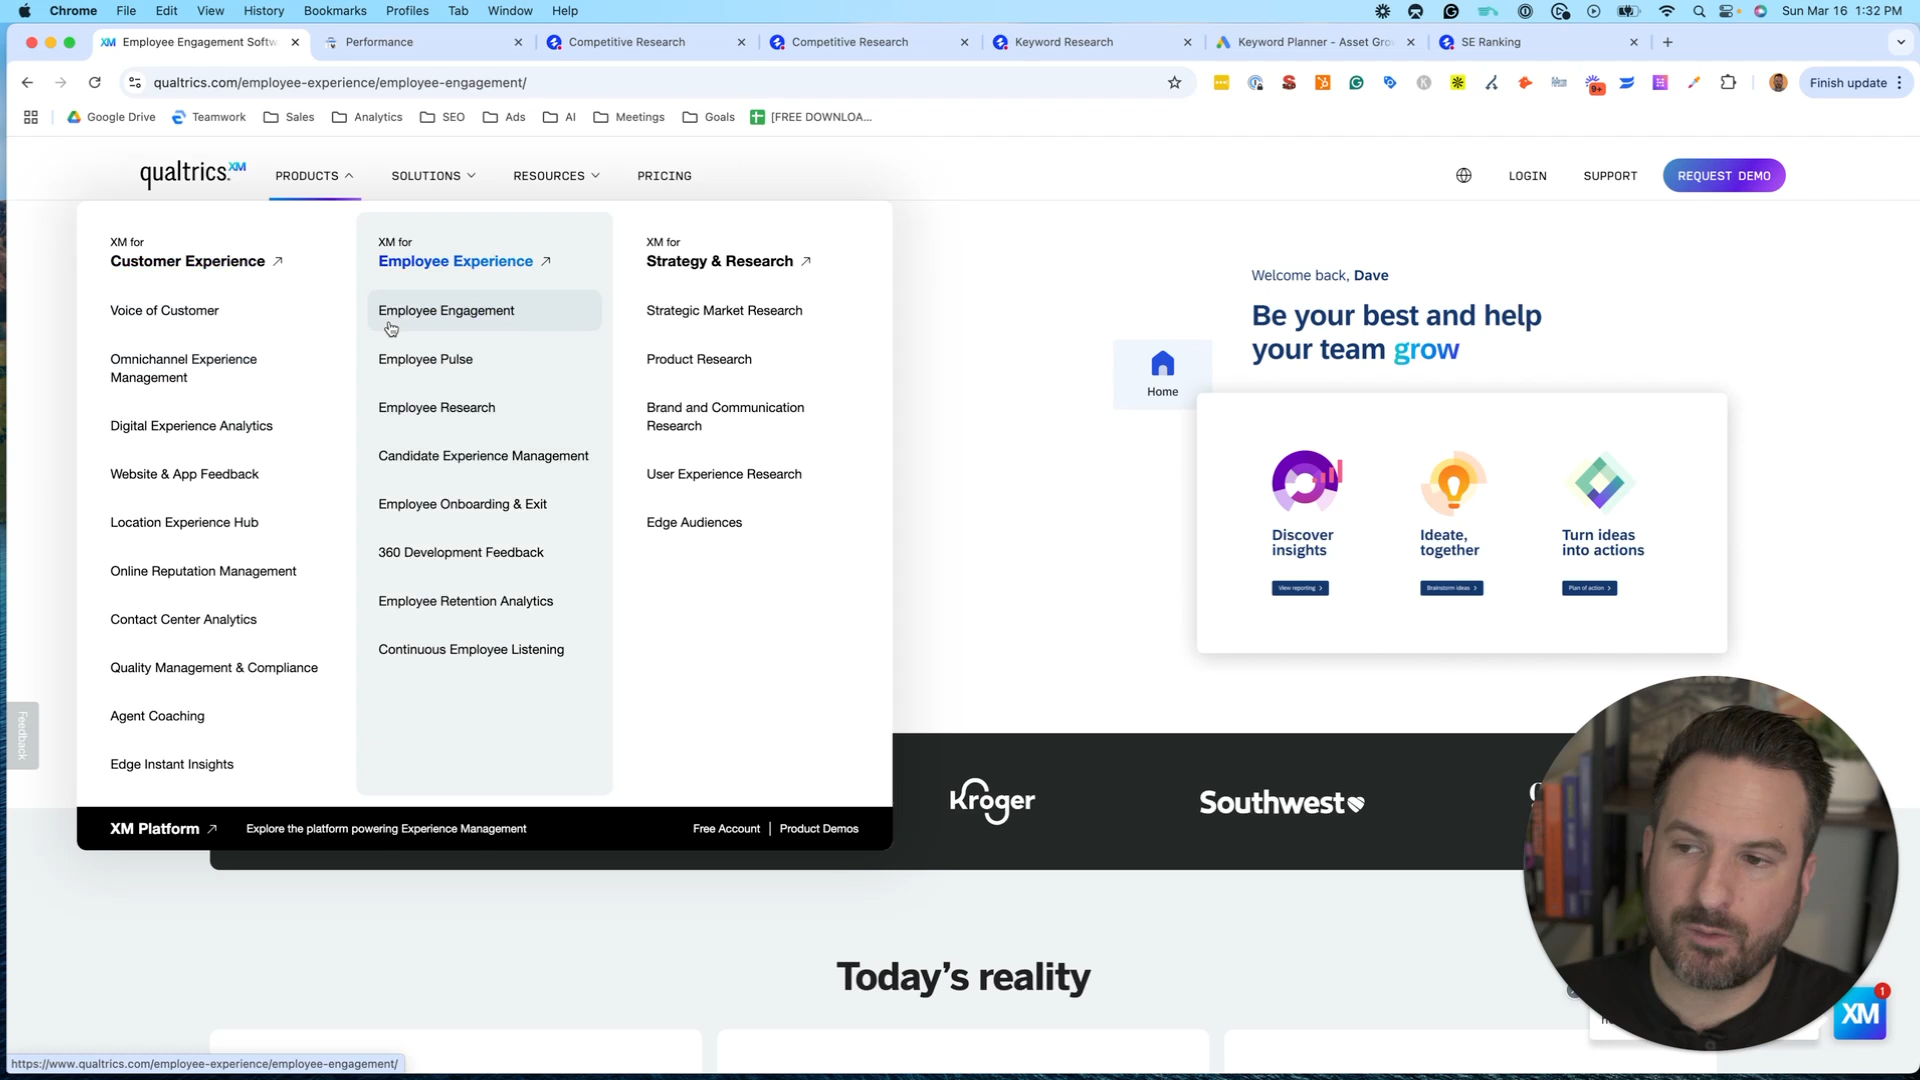 Chrome File Edit View History Bookmarks Profiles Tab Window Help
Sun Mar 16 1:32 PM
Employee Engagement Softw
Performance
Competitive Research
Competitive Research
Keyword Research
Keyword Planner - Asset Gro
SE Ranking
qualtrics.com/employee-experience/employee-engagement/
9+
Finish update
Google Drive
Teamwork
Sales
Analytics
SEO
Ads
AI
Meetings
Goals
[FREE DOWNLOA...
qualtrics.XM
PRODUCTS
SOLUTIONS
RESOURCES
PRICING
LOGIN
SUPPORT
REQUEST DEMO
XM for
Customer Experience
Voice of Customer
Omnichannel Experience
Management
Digital Experience Analytics
Website & App Feedback
Location Experience Hub
Online Reputation Management
Contact Center Analytics
Quality Management & Compliance
Agent Coaching
Edge Instant Insights
XM for
Employee Experience
Employee Engagement
Employee Pulse
Employee Research
Candidate Experience Management
Employee Onboarding & Exit
360 Development Feedback
Employee Retention Analytics
Continuous Employee Listening
XM for
Strategy & Research
Strategic Market Research
Product Research
Brand and Communication
Research
User Experience Research
Edge Audiences
XM Platform
Explore the platform powering Experience Management
Free Account | Product Demos
Welcome back, Dave
Be your best and help
your team grow
Home
Discover
insights
View reporting
Ideate,
together
Brainstorm ideas
Turn ideas
into actions
Plan of action
Feedback
Kroger
Southwest
Today's reality
XM
1
https://www.qualtrics.com/employee-experience/employee-engagement/